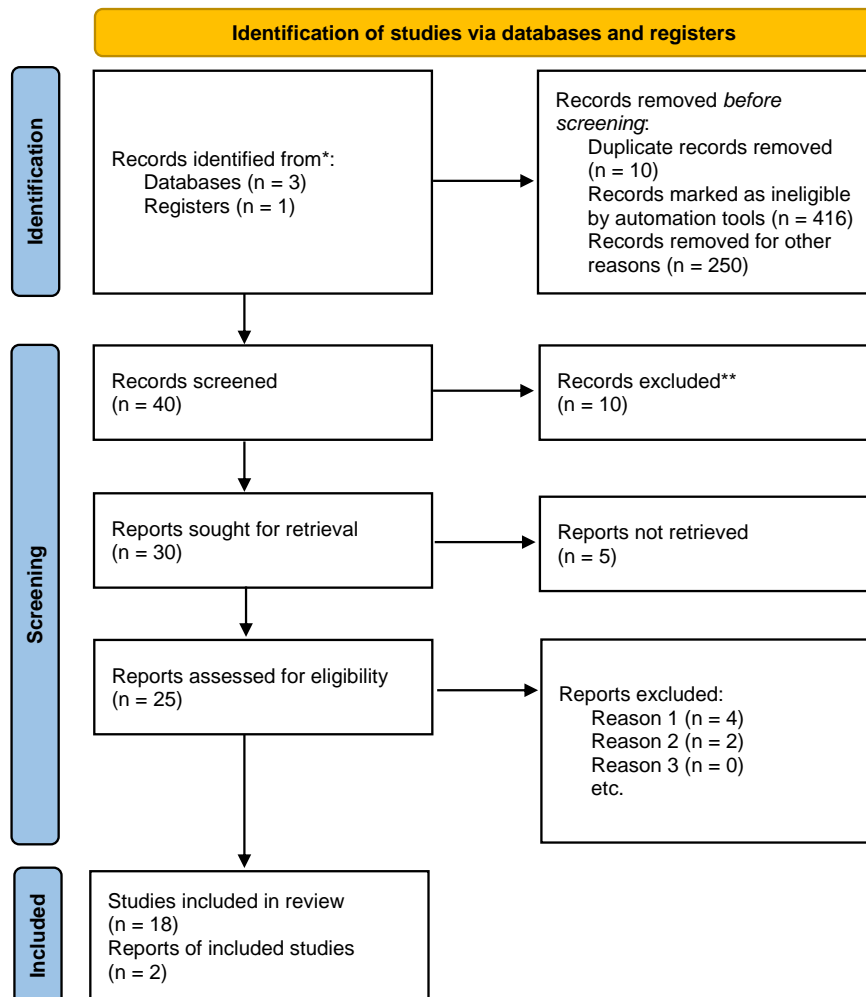 Identification of studies via databases and registers
Identification
Records identified from*:
Databases (n = 3)
Registers (n = 1)
Records removed before
screening:
Duplicate records removed
(n = 10)
Records marked as ineligible
by automation tools (n = 416)
Records removed for other
reasons (n = 250)
Screening
Records screened
(n = 40)
Records excluded**
(n = 10)
Reports sought for retrieval
(n = 30)
Reports not retrieved
(n = 5)
Reports assessed for eligibility
(n = 25)
Reports excluded:
Reason 1 (n = 4)
Reason 2 (n = 2)
Reason 3 (n = 0)
etc.
Included
Studies included in review
(n = 18)
Reports of included studies
(n = 2)